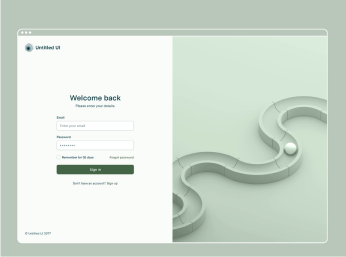 Untitled UI
Welcome back
Please enter your details.
Email
Enter your email
Password
••••••••
Remember for 30 days
Forgot password
Sign in
Don't have an account? Sign up
© Untitled UI 2077